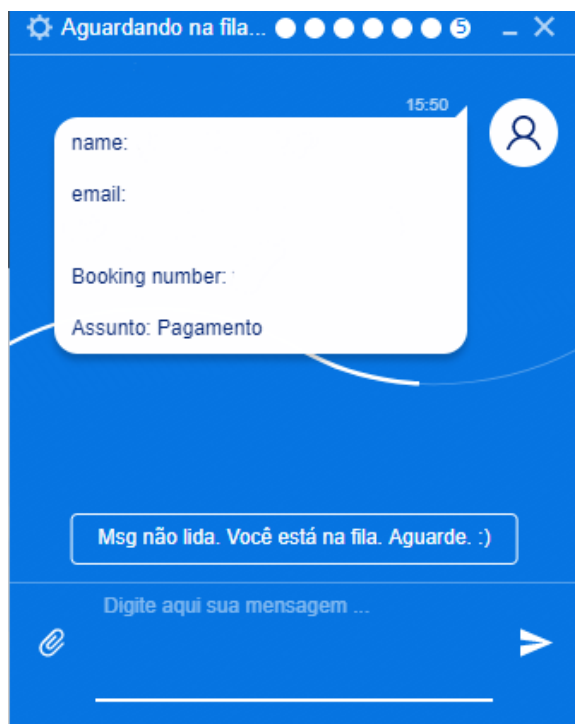 Aguardando na fila... 5
15:50
name:
email:
Booking number:
Assunto: Pagamento
Msg não lida. Você está na fila. Aguarde. :)
Digite aqui sua mensagem ...